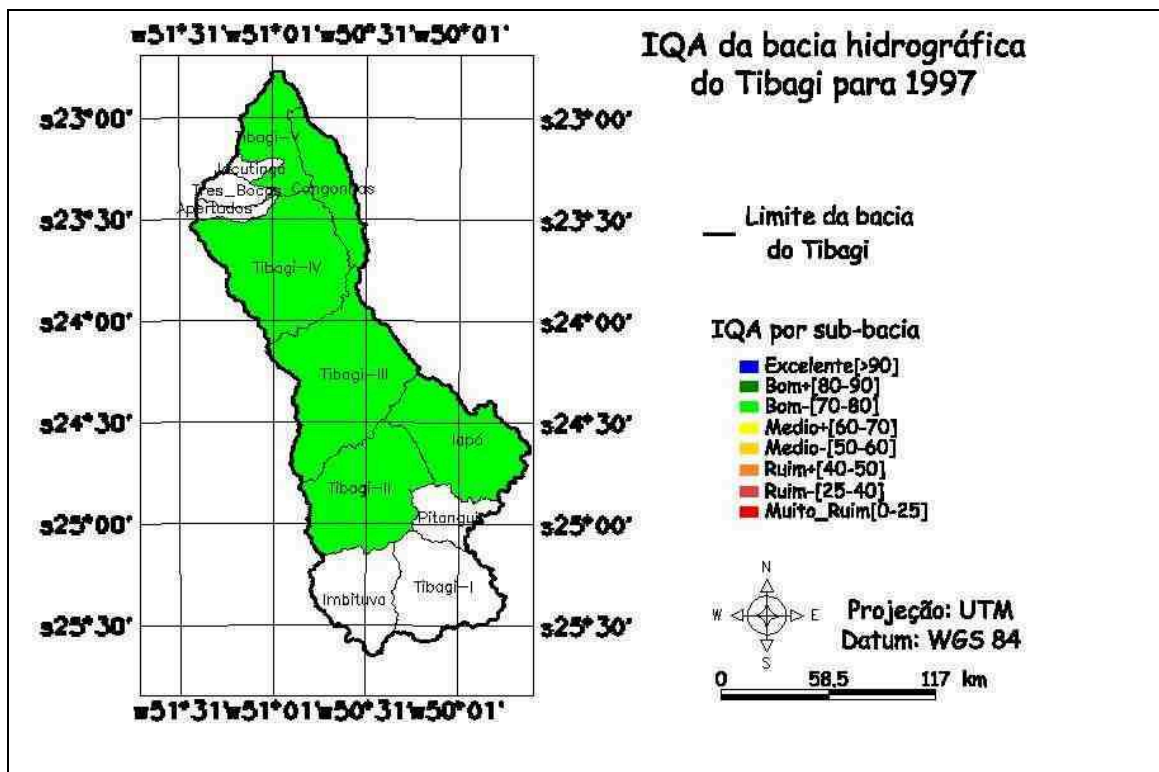 w51°31'w51°01'w50°31'w50°01'
IQA da bacia hidrográfica
do Tibagi para 1997
s23°00'
s23°00'
Tibagi-V
Jacutinga
Tres_Bocas
Congonhas
Apertados
s23°30'
s23°30'
Limite da bacia
do Tibagi
Tibagi-IV
s24°00'
s24°00'
IQA por sub-bacia
Excelente[>90]
Tibagi-III
Bom+[80-90]
Bom-[70-80]
s24°30'
s24°30'
Medio+[60-70]
Iapó
Medio-[50-60]
Ruim+[40-50]
Tibagi-II
Ruim-[25-40]
Muito_Ruim[0-25]
Pitangui
s25°00'
s25°00'
Tibagi-I
Imbituva
s25°30'
s25°30'
N
W
E
S
Projeção: UTM
Datum: WGS 84
0 58,5 117 km
w51°31'w51°01'w50°31'w50°01'